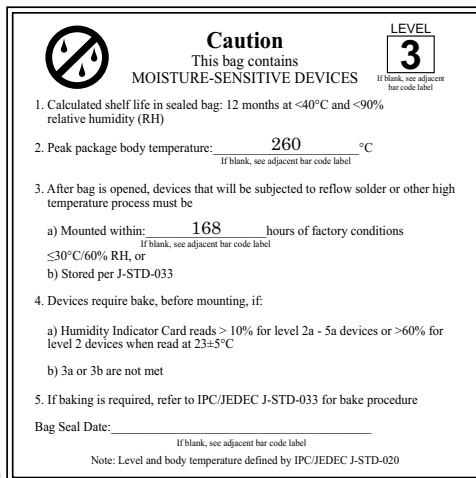 Caution
This bag contains
MOISTURE-SENSITIVE DEVICES
LEVEL
3
If blank, see adjacent
bar code label
1. Calculated shelf life in sealed bag: 12 months at <40°C and <90%
relative humidity (RH)
2. Peak package body temperature: 260 °C
If blank, see adjacent bar code label
3. After bag is opened, devices that will be subjected to reflow solder or other high
temperature process must be
a) Mounted within: 168 hours of factory conditions
If blank, see adjacent bar code label
≤30°C/60% RH, or
b) Stored per J-STD-033
4. Devices require bake, before mounting, if:
a) Humidity Indicator Card reads > 10% for level 2a - 5a devices or >60% for
level 2 devices when read at 23±5°C
b) 3a or 3b are not met
5. If baking is required, refer to IPC/JEDEC J-STD-033 for bake procedure
Bag Seal Date:
If blank, see adjacent bar code label
Note: Level and body temperature defined by IPC/JEDEC J-STD-020